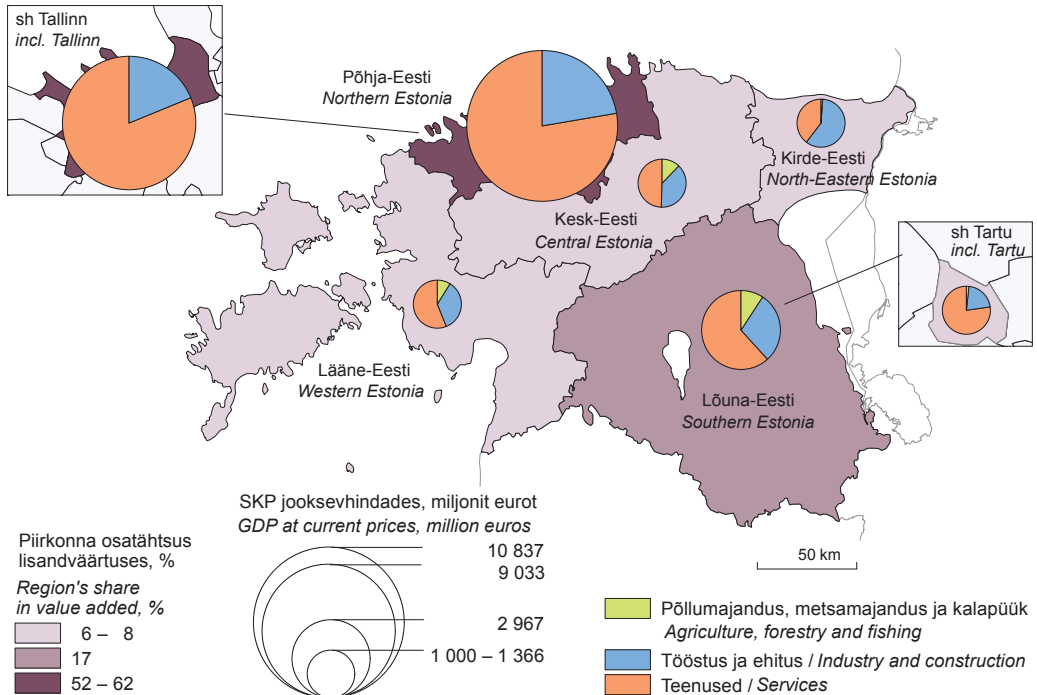 sh Tallinn
incl. Tallinn
Põhja-Eesti
Northern Estonia
Kirde-Eesti
North-Eastern Estonia
Kesk-Eesti
Central Estonia
sh Tartu
incl. Tartu
Lääne-Eesti
Western Estonia
Lõuna-Eesti
Southern Estonia
SKP jooksevhindades, miljonit eurot
GDP at current prices, million euros
10 837
9 033
2 967
1 000 – 1 366
50 km
Piirkonna osatähtsus
lisandväärtuses, %
Region's share
in value added, %
6 – 8
17
52 – 62
Põllumajandus, metsamajandus ja kalapüük
Agriculture, forestry and fishing
Tööstus ja ehitus / Industry and construction
Teenused / Services